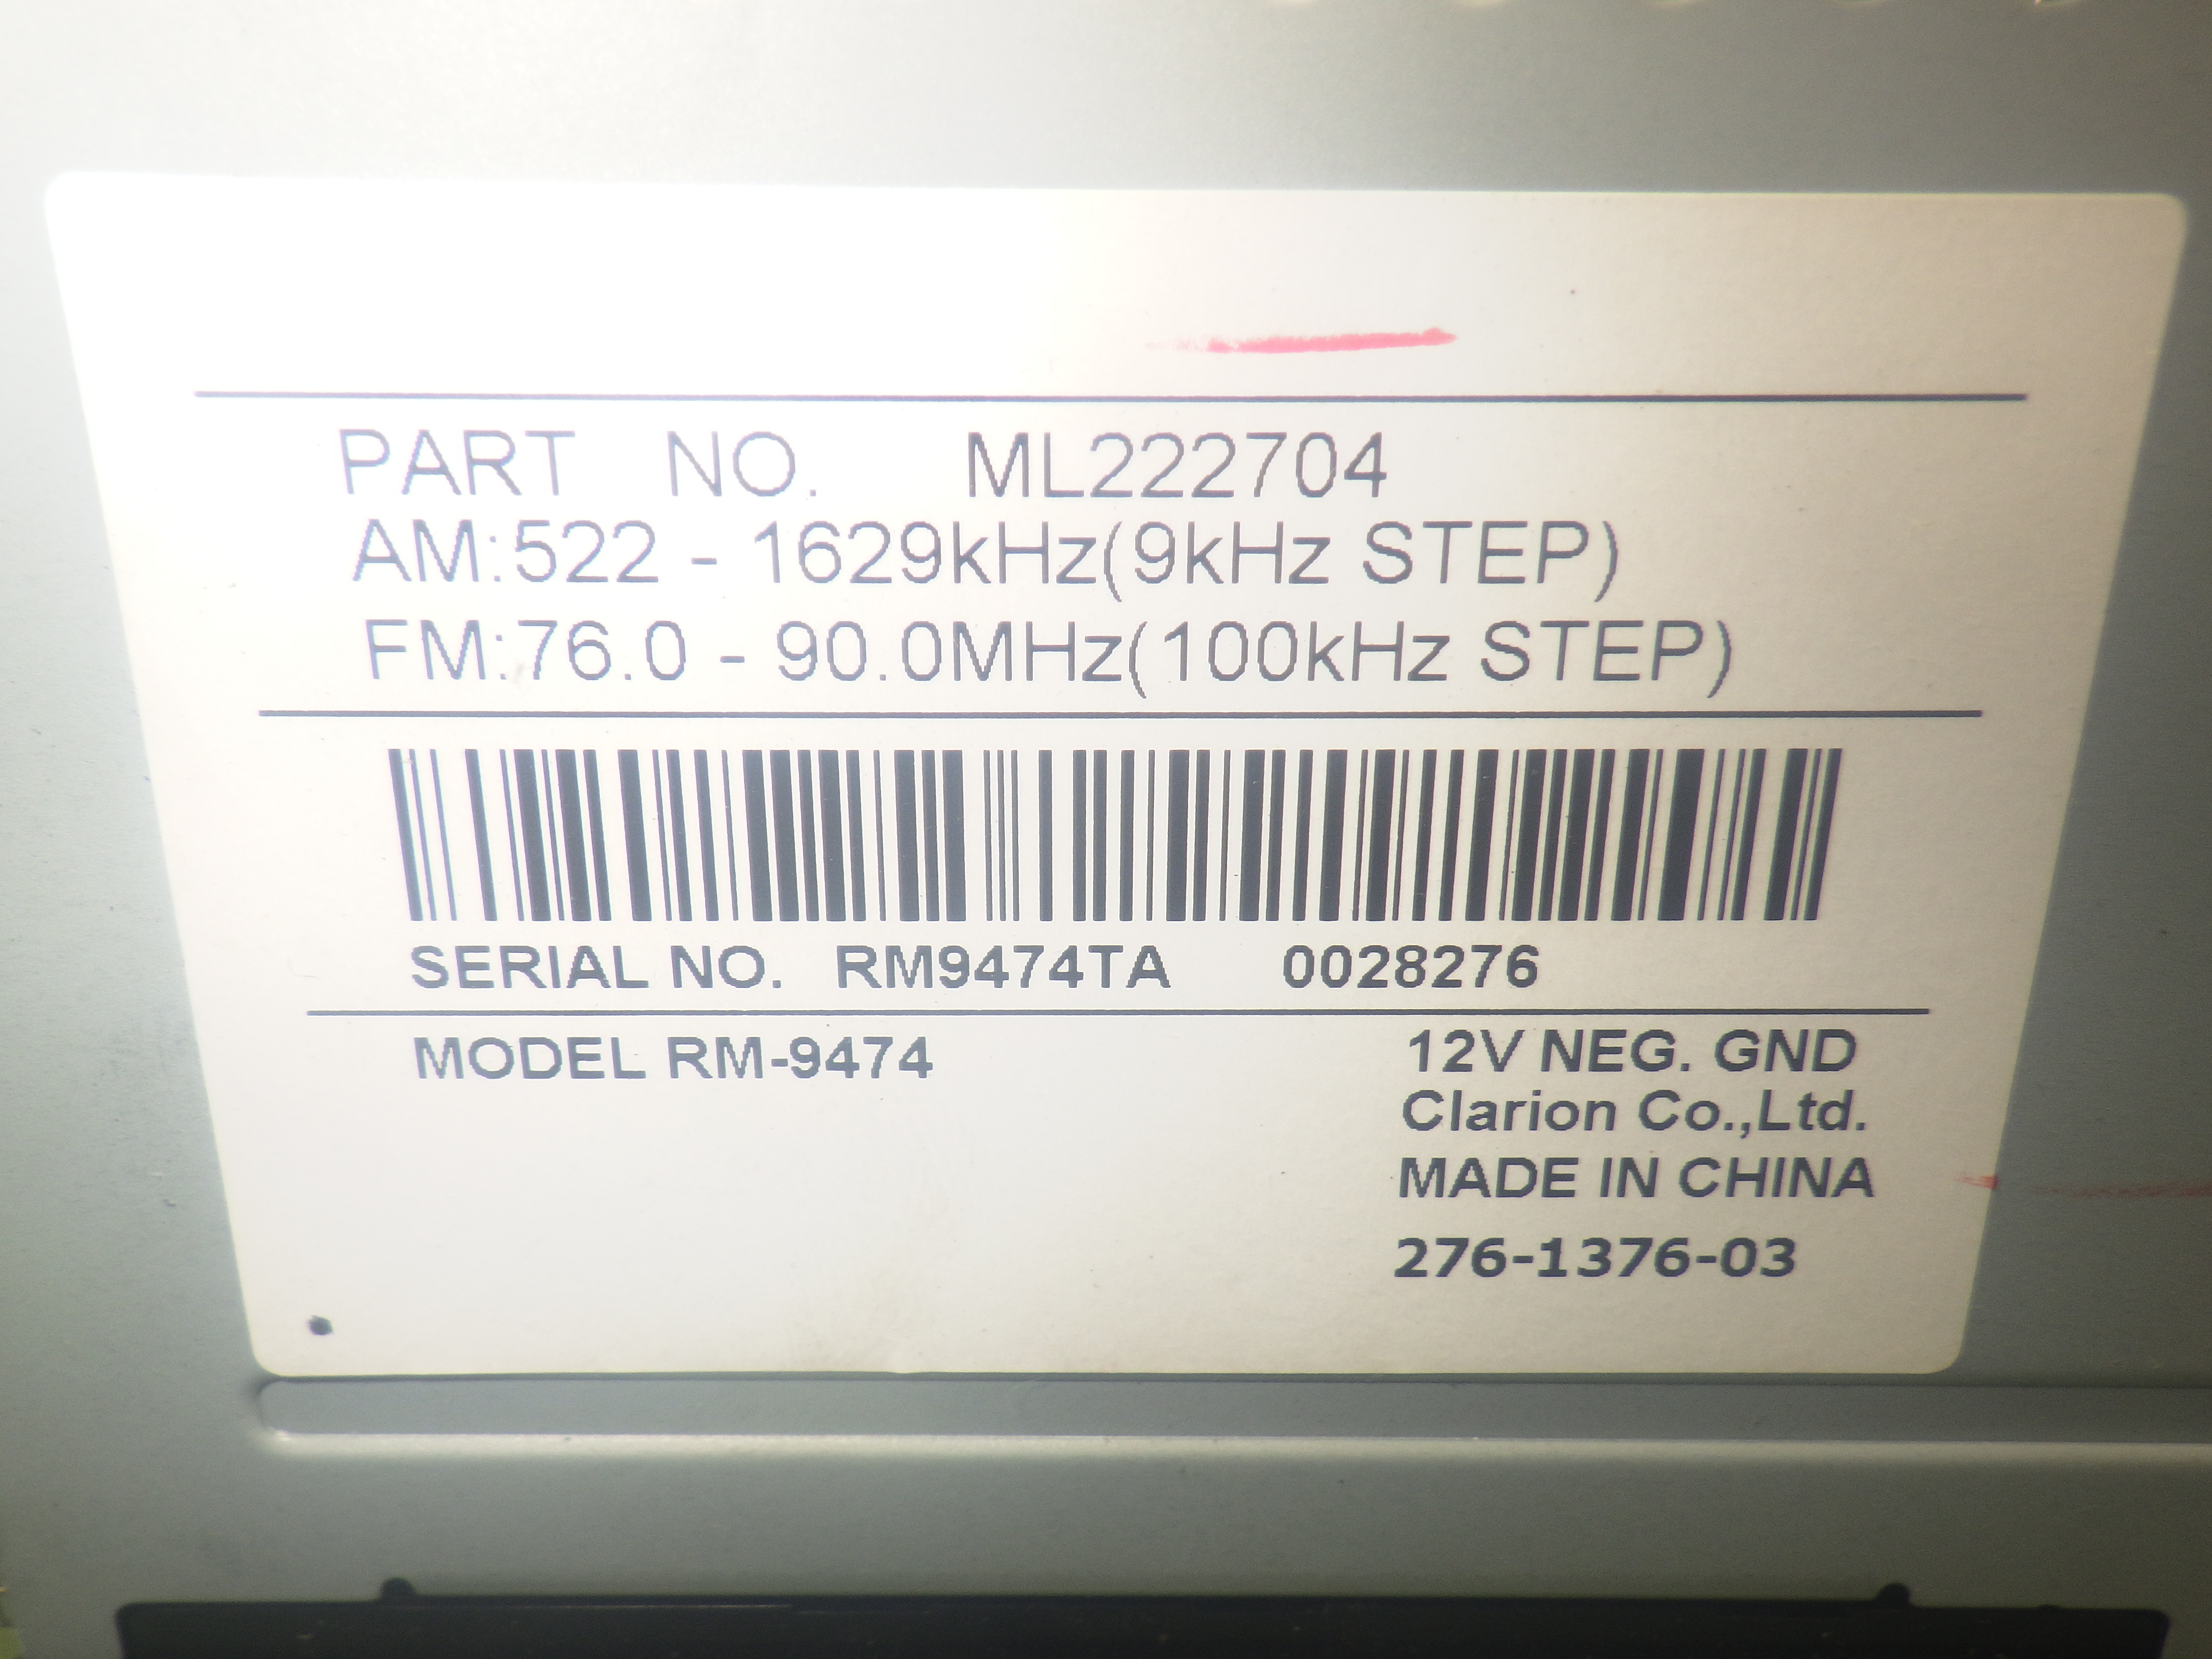 PART NO. ML222704
AM:522 - 1629kHz(9kHz STEP)
FM:76.0 - 90.0MHz(100kHz STEP)
SERIAL NO. RM9474TA 0028276
MODEL RM-9474
12V NEG. GND
Clarion Co.,Ltd.
MADE IN CHINA
276-1376-03